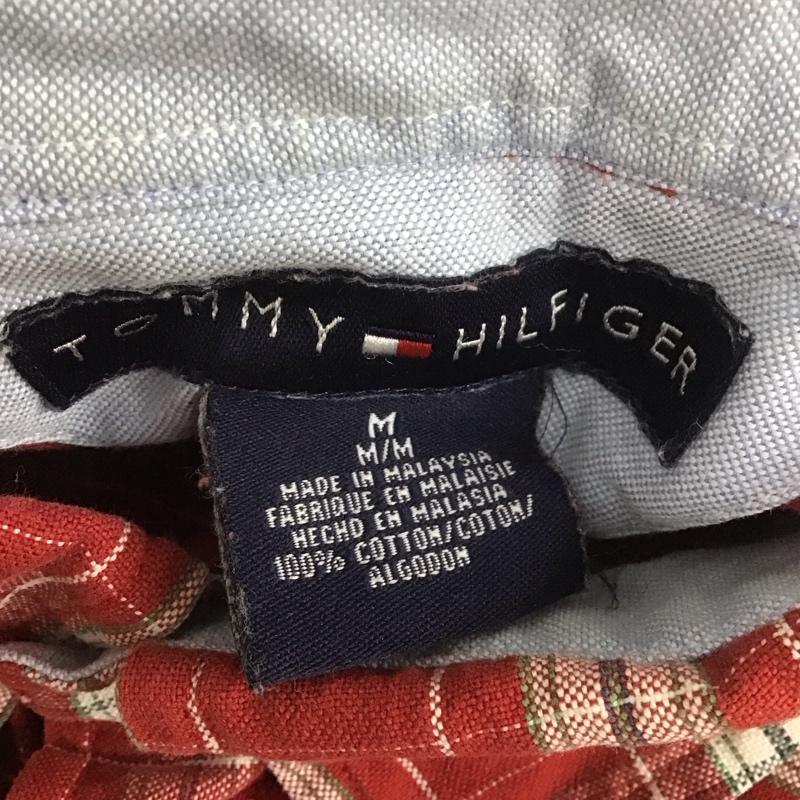 TOMMY HILFIGER
M
M/M
MADE IN MALAYSIA
FABRIQUE EN MALAISIE
HECHO EN MALASIA
100% COTTON/COTON/
ALGODON